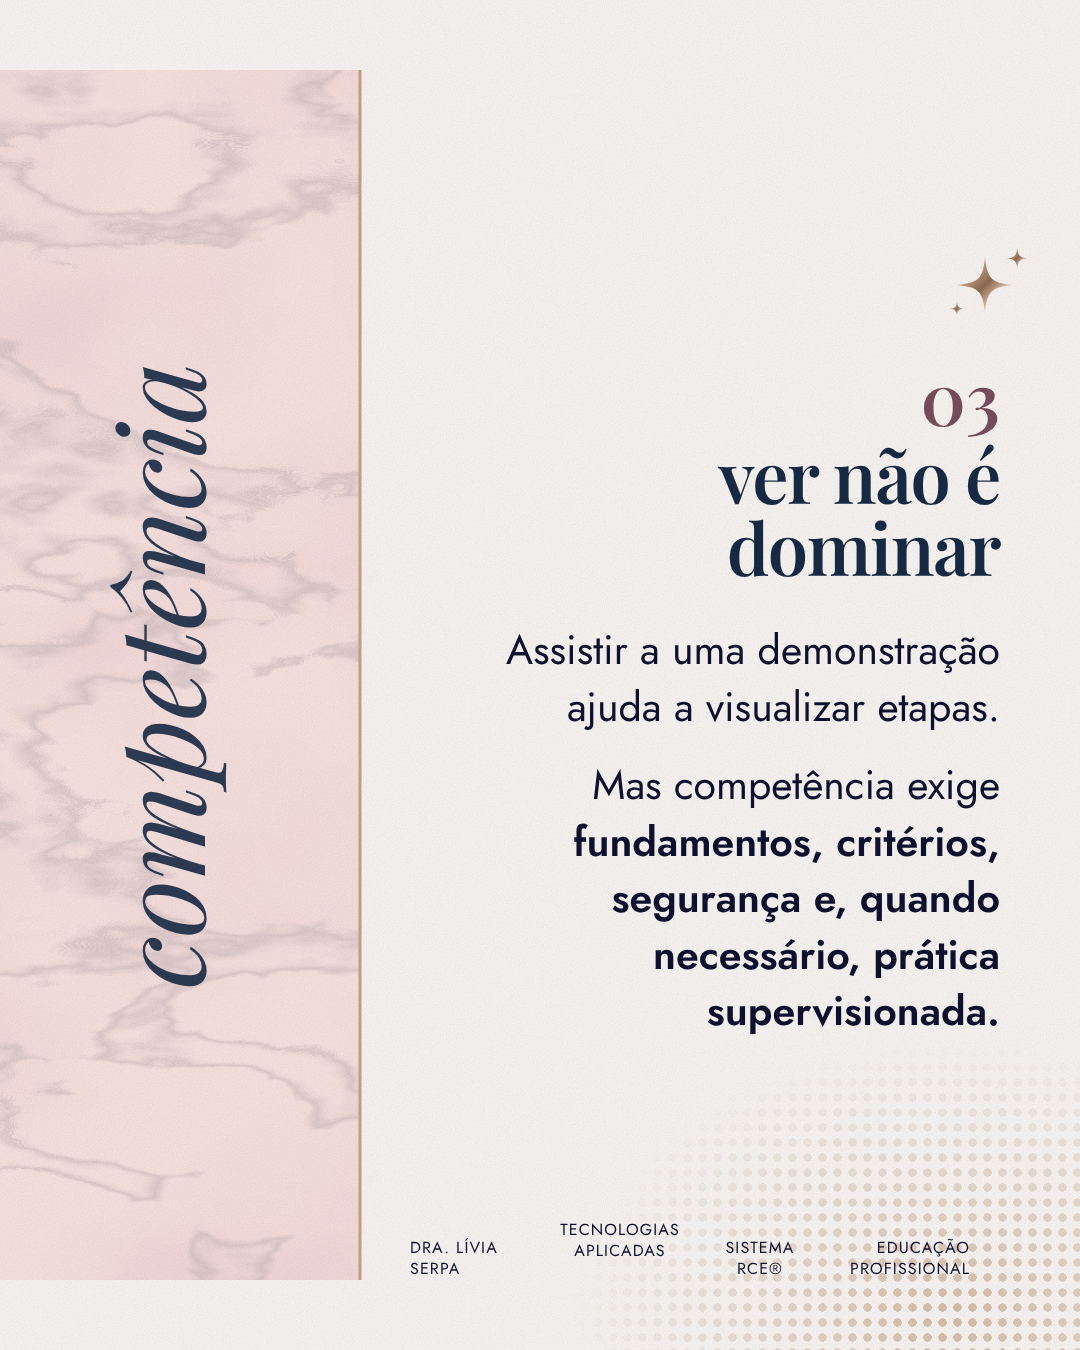 competência
03
ver não é
dominar
Assistir a uma demonstração
ajuda a visualizar etapas.
Mas competência exige
fundamentos, critérios,
segurança e, quando
necessário, prática
supervisionada.
DRA. LÍVIA
SERPA
TECNOLOGIAS
APLICADAS
SISTEMA
RCE®
EDUCAÇÃO
PROFISSIONAL